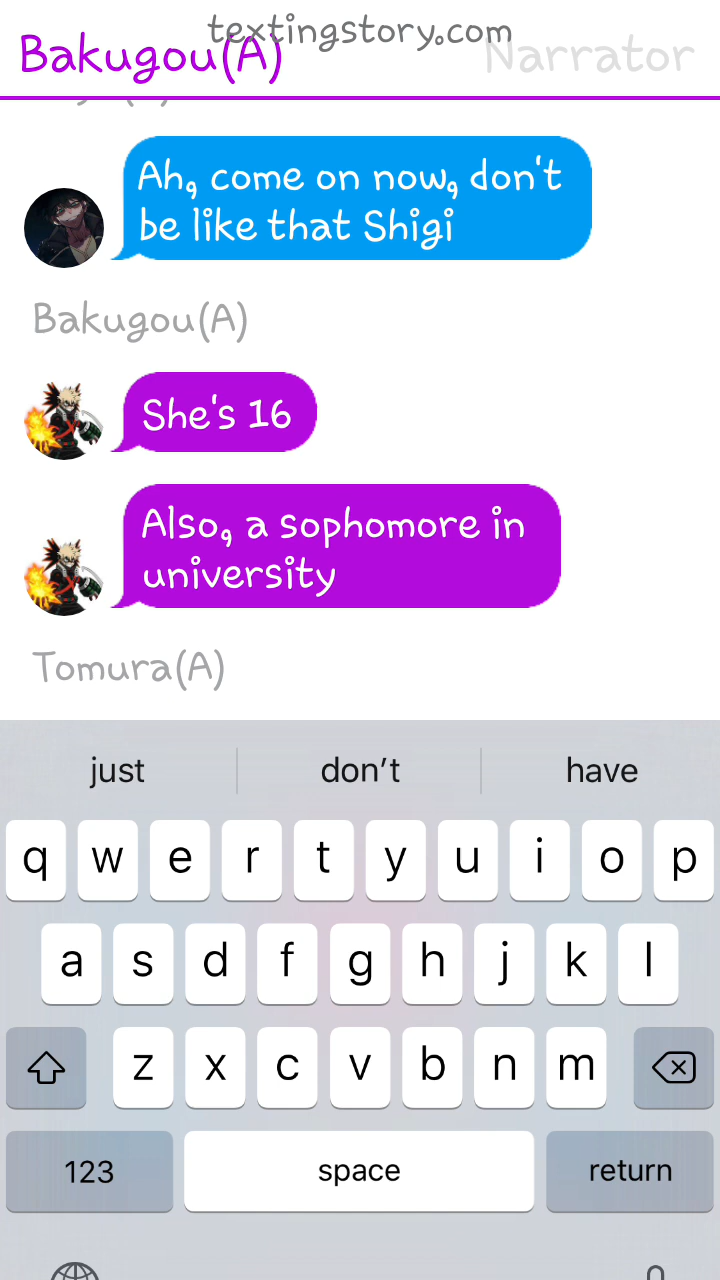 textingstory.com
Bakugou(A)
Narrator
Ah, come on now, don't
be like that Shigi
Bakugou(A)
She's 16
Also, a sophomore in
university
Tomura(A)
just don't have
q w e r t y u i o p
a s d f g h j k l
z x c v b n m
123 space return